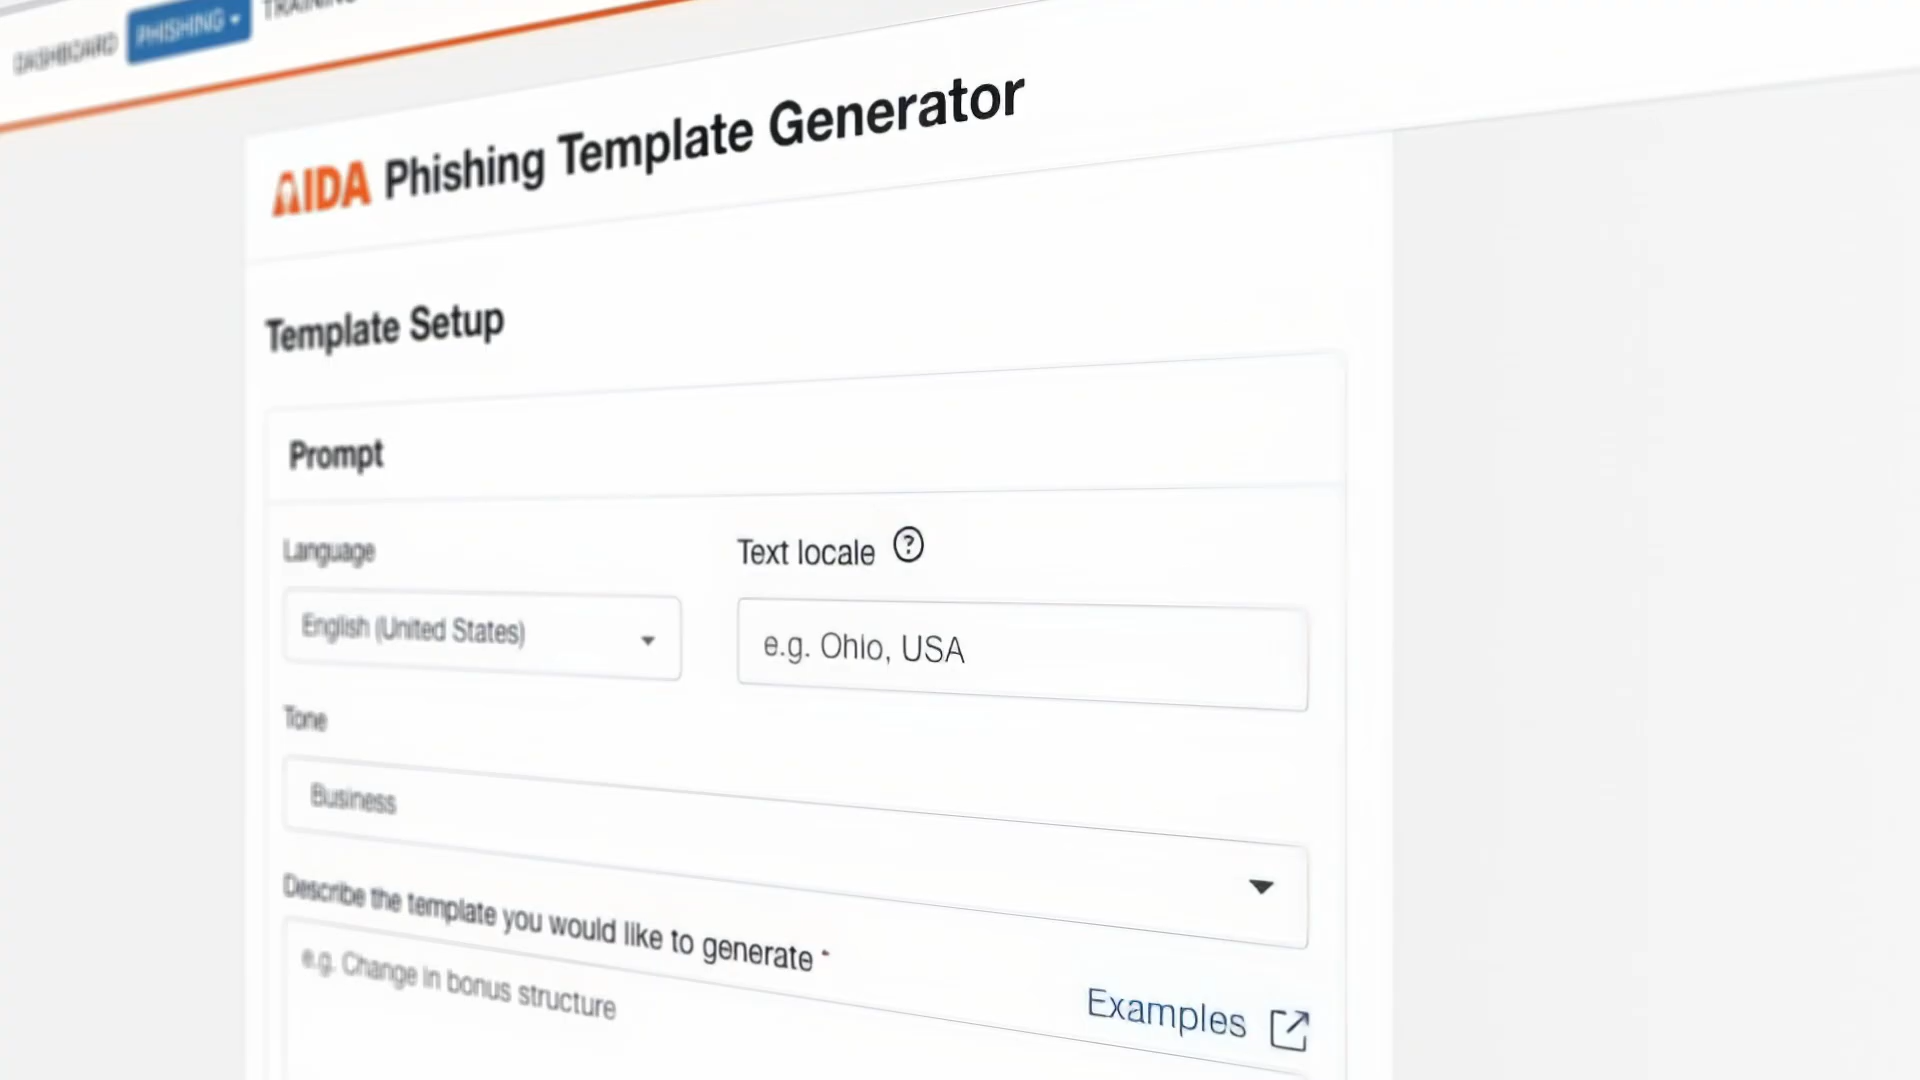 DASHBOARD PHISHING TRAINING
AIDA Phishing Template Generator
Template Setup
Prompt
Language
Text locale ?
English (United States)
e.g. Ohio, USA
Tone
Business
Describe the template you would like to generate *
e.g. Change in bonus structure
Examples